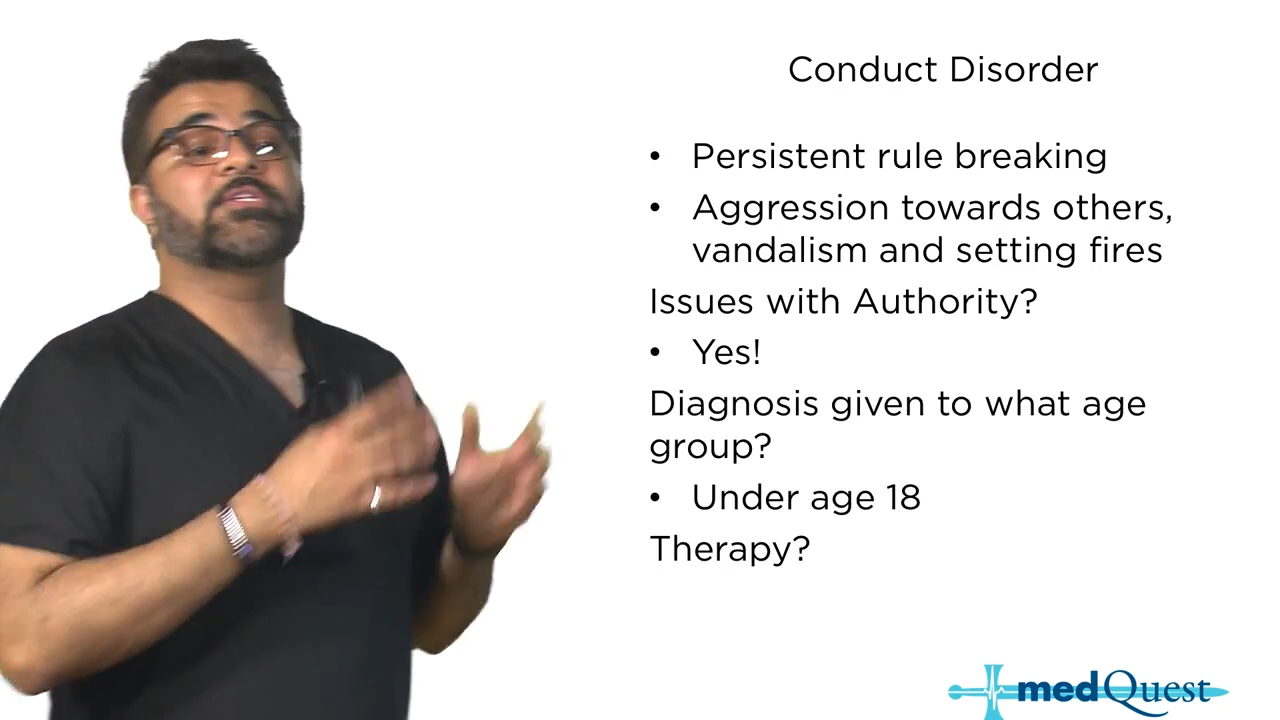 Conduct Disorder
• Persistent rule breaking
• Aggression towards others,
vandalism and setting fires
Issues with Authority?
• Yes!
Diagnosis given to what age
group?
• Under age 18
Therapy?
medQuest